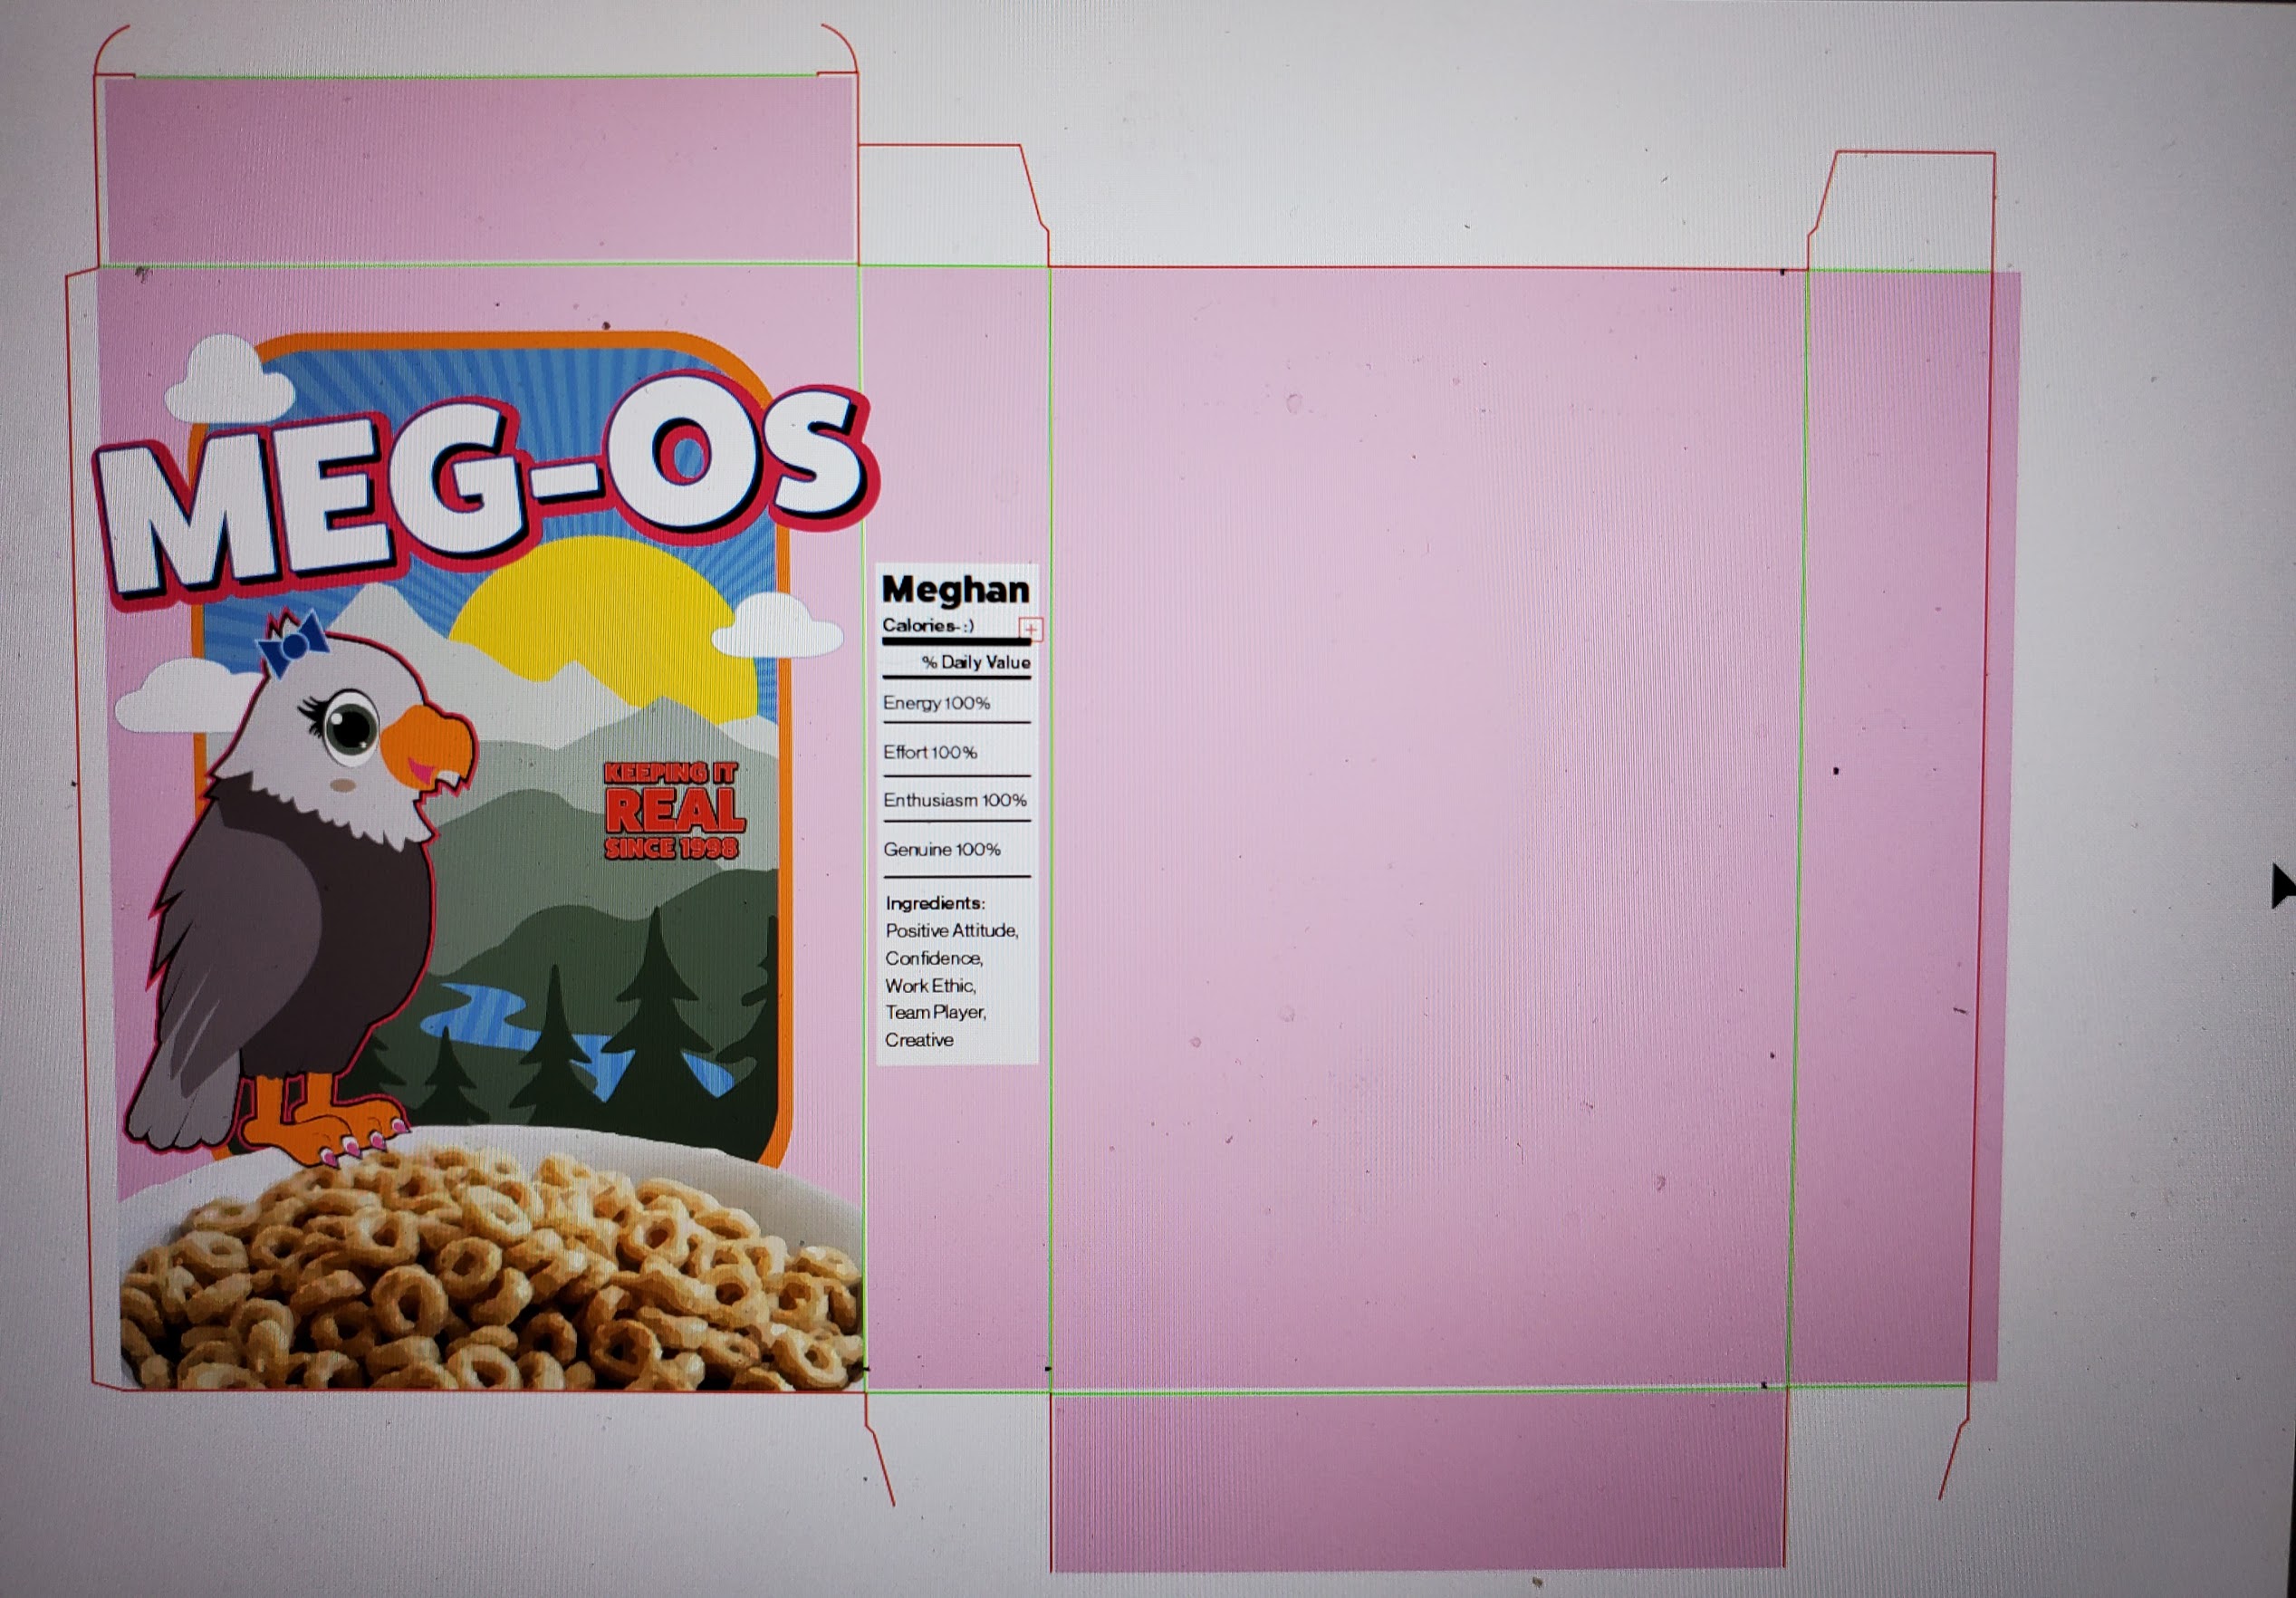 MEG-OS
KEEPING IT
REAL
SINCE 1998
Meghan
Calories-:)
% Daily Value
Energy 100%
Effort 100%
Enthusiasm 100%
Genuine 100%
Ingredients:
Positive Attitude,
Confidence,
Work Ethic,
Team Player,
Creative